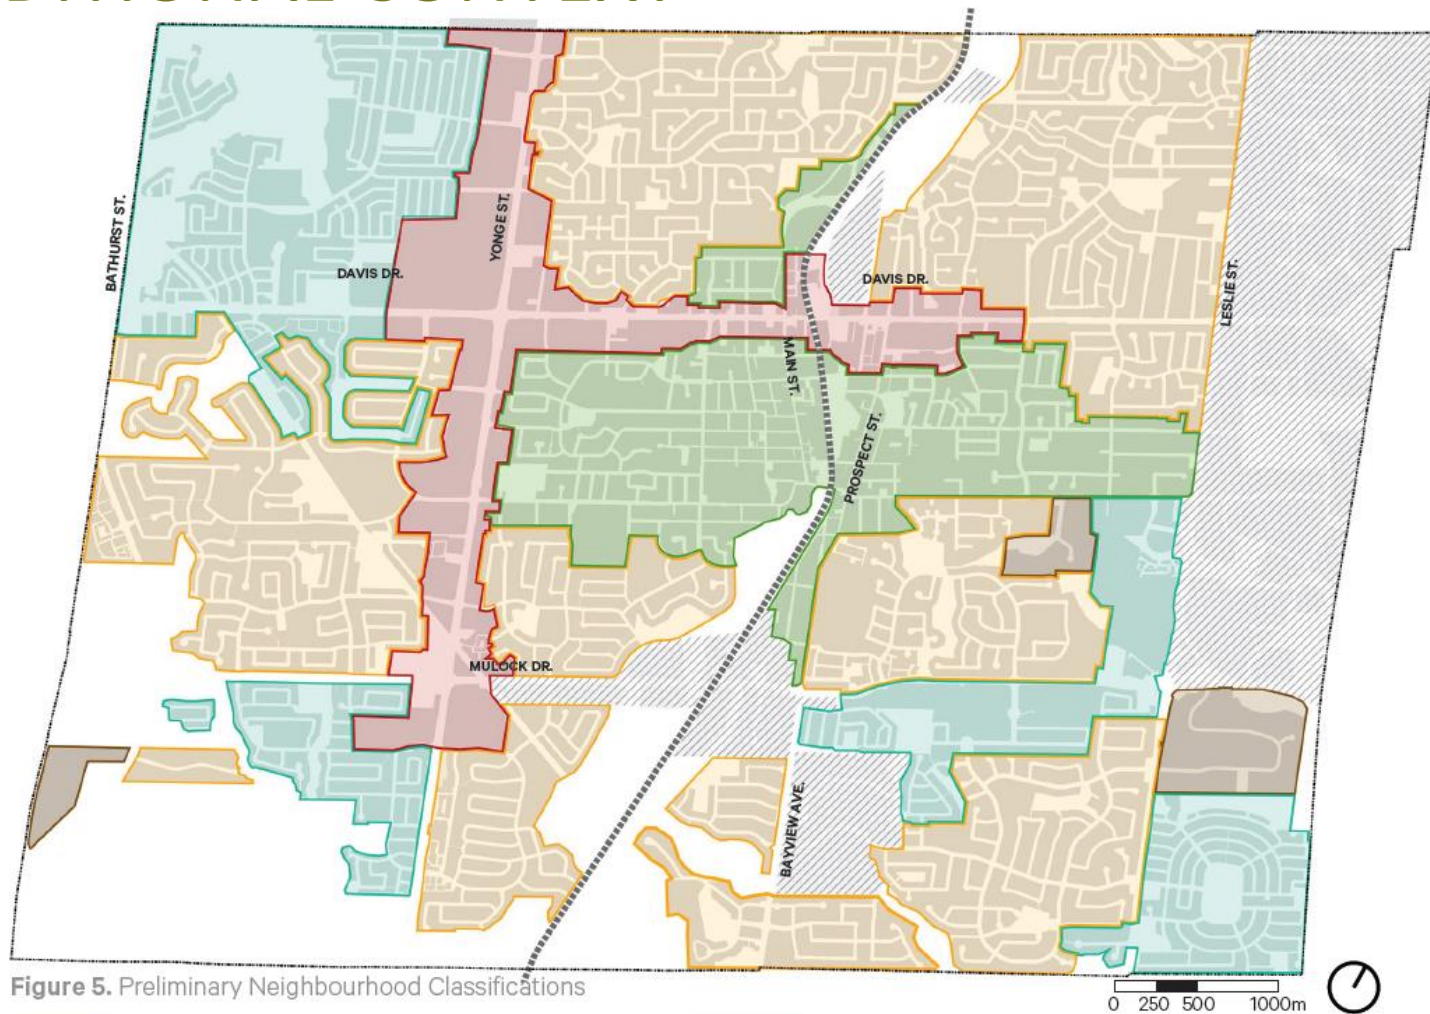 BATHURST ST.
YONGE ST.
DAVIS DR.
DAVIS DR.
LESLIE ST.
MAIN ST.
PROSPECT ST.
MULOCK DR.
BAYVIEW AVE.
Figure 5. Preliminary Neighbourhood Classifications
0 250 500 1000m